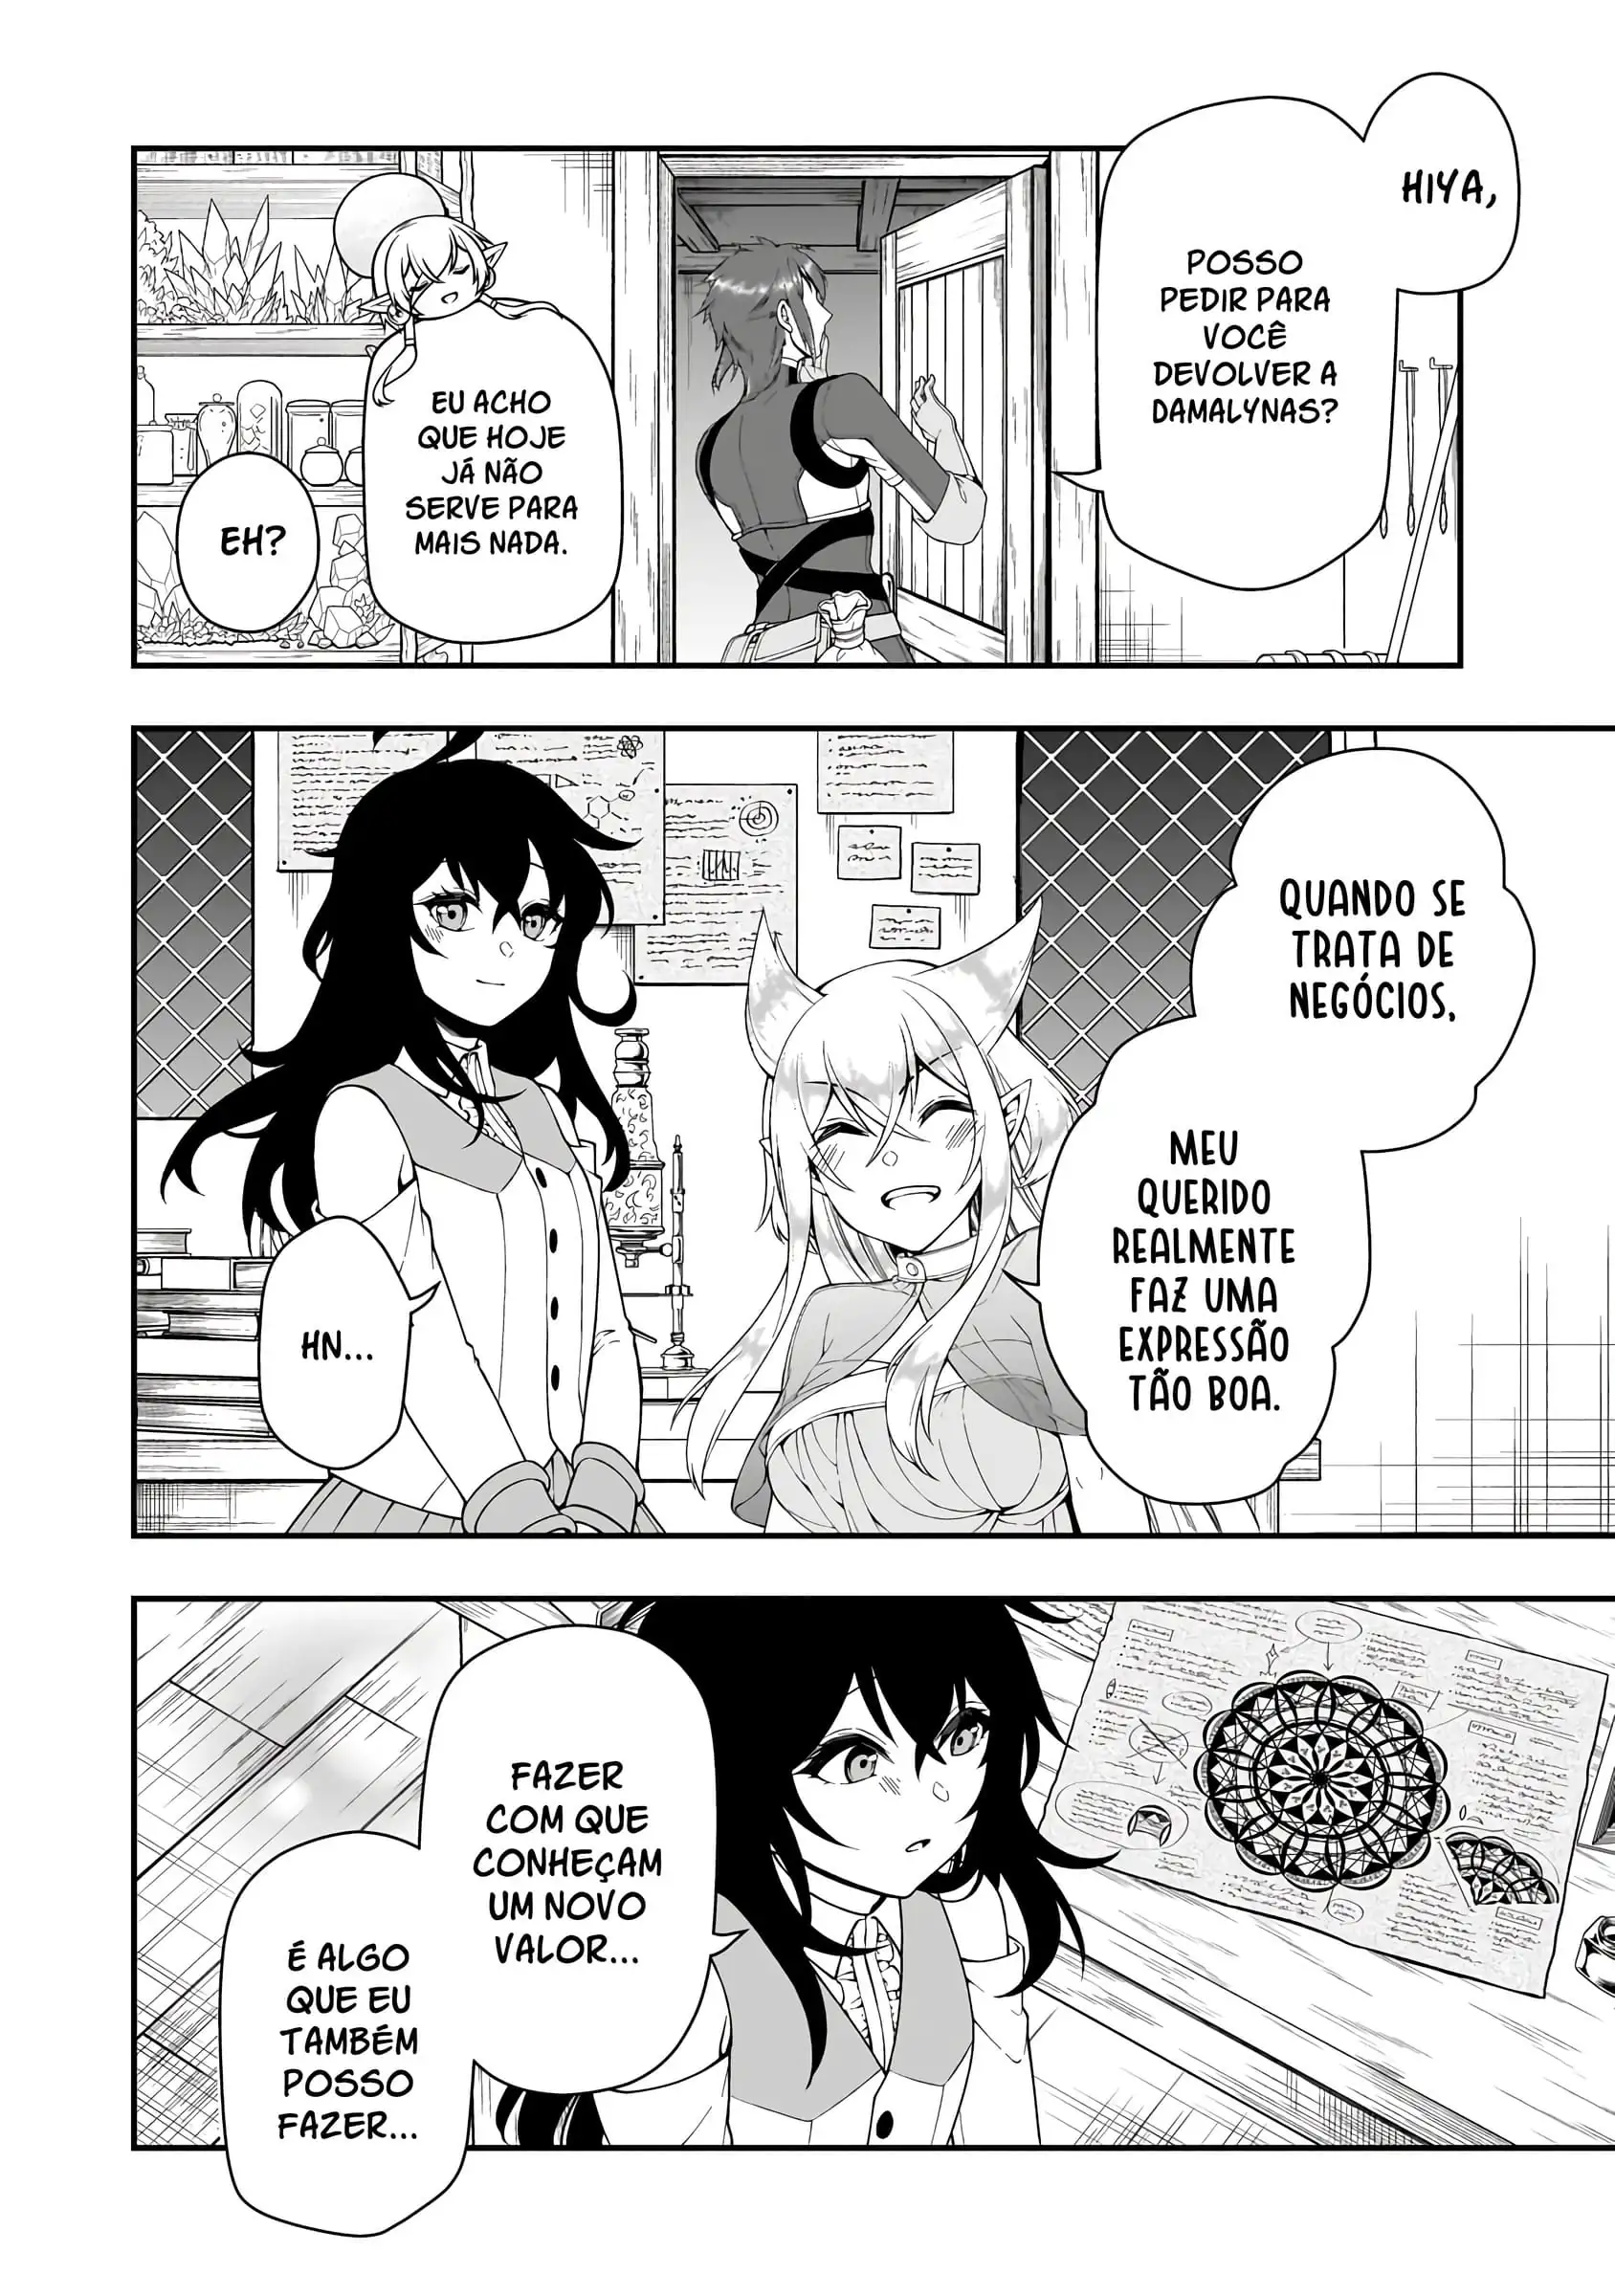 HIYA,
POSSO
PEDIR PARA
VOCÊ
DEVOLVER A
DAMALYNAS?
EU ACHO
QUE HOJE
JÁ NÃO
SERVE PARA
MAIS NADA.
EH?
QUANDO SE
TRATA DE
NEGÓCIOS,
MEU
QUERIDO
REALMENTE
FAZ UMA
EXPRESSÃO
TÃO BOA.
HN...
FAZER
COM QUE
CONHEÇAM
UM NOVO
VALOR...
É ALGO
QUE EU
TAMBÉM
POSSO
FAZER...